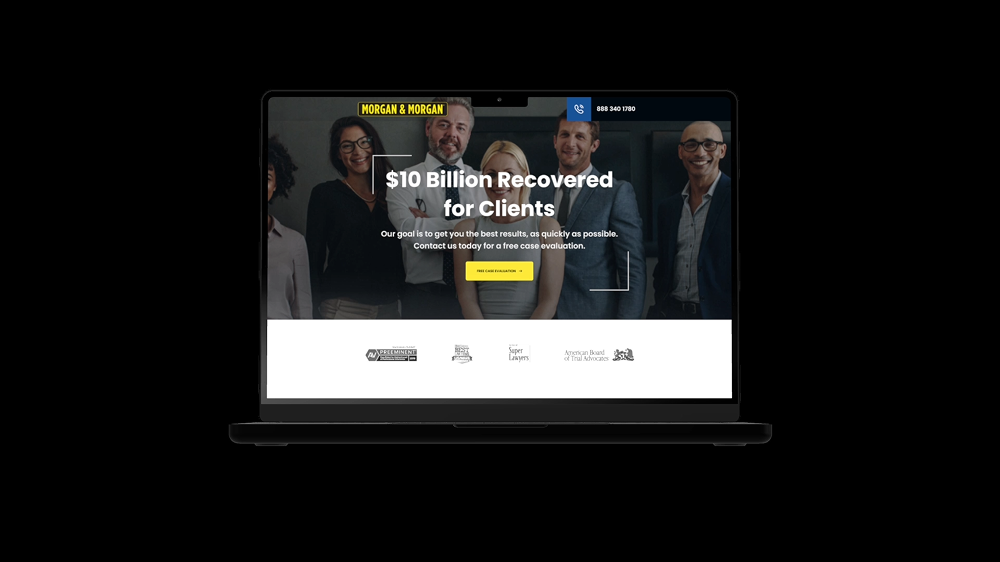 MORGAN & MORGAN
888 340 1780
$10 Billion Recovered
for Clients
Our goal is to get you the best results, as quickly as possible.
Contact us today for a free case evaluation.
FREE CASE EVALUATION →
AV PREEMINENT
BEST
Super
Lawyers
American Board
of Trial Advocates